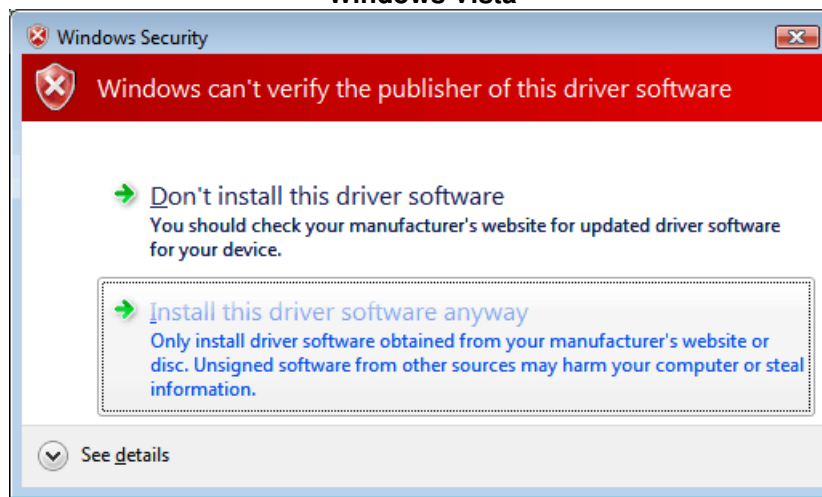 Windows Vista
Windows Security
Windows can't verify the publisher of this driver software
Don't install this driver software
You should check your manufacturer's website for updated driver software
for your device.
Install this driver software anyway
Only install driver software obtained from your manufacturer's website or
disc. Unsigned software from other sources may harm your computer or steal
information.
See details